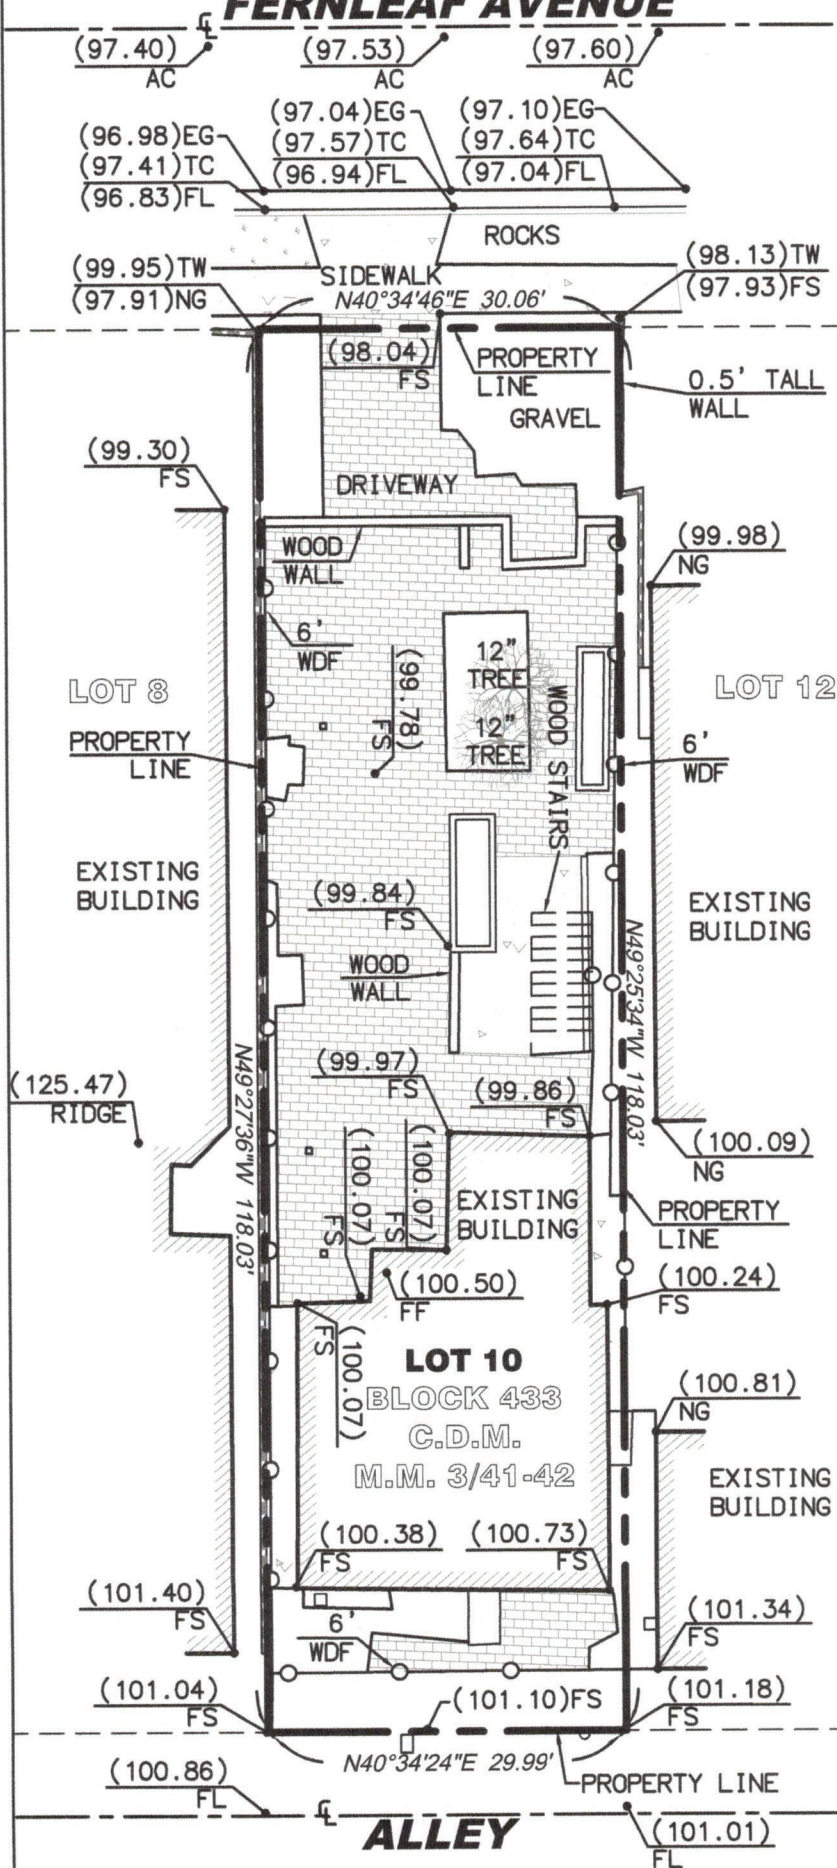 FERNLEAF AVENUE
℄
(97.40)
AC
(97.53)
AC
(97.60)
AC
(96.98)EG
(97.41)TC
(96.83)FL
(97.04)EG
(97.57)TC
(96.94)FL
(97.10)EG
(97.64)TC
(97.04)FL
ROCKS
(99.95)TW
(97.91)NG
SIDEWALK
N40°34'46"E 30.06'
(98.13)TW
(97.93)FS
(98.04)
FS
PROPERTY
LINE
GRAVEL
0.5' TALL
WALL
(99.30)
FS
DRIVEWAY
WOOD
WALL
(99.98)
NG
6'
WDF
LOT 8
(99.78)
FS
12"
TREE
12"
TREE
WOOD STAIRS
LOT 12
PROPERTY
LINE
6'
WDF
EXISTING
BUILDING
(99.84)
FS
EXISTING
BUILDING
WOOD
WALL
N49°25'34"W 118.03'
(125.47)
RIDGE
N49°27'36"W 118.03'
(99.97)
FS
(99.86)
FS
(100.09)
NG
(100.07)
FS
(100.07)
FS
EXISTING
BUILDING
PROPERTY
LINE
(100.50)
FF
(100.24)
FS
(100.07)
FS
LOT 10
BLOCK 433
C.D.M.
M.M. 3/41-42
(100.81)
NG
EXISTING
BUILDING
(100.38)
FS
(100.73)
FS
(101.40)
FS
6'
WDF
(101.34)
FS
(101.04)
FS
(101.10)FS
(101.18)
FS
N40°34'24"E 29.99'
PROPERTY LINE
(100.86)
FL
℄
ALLEY
(101.01)
FL